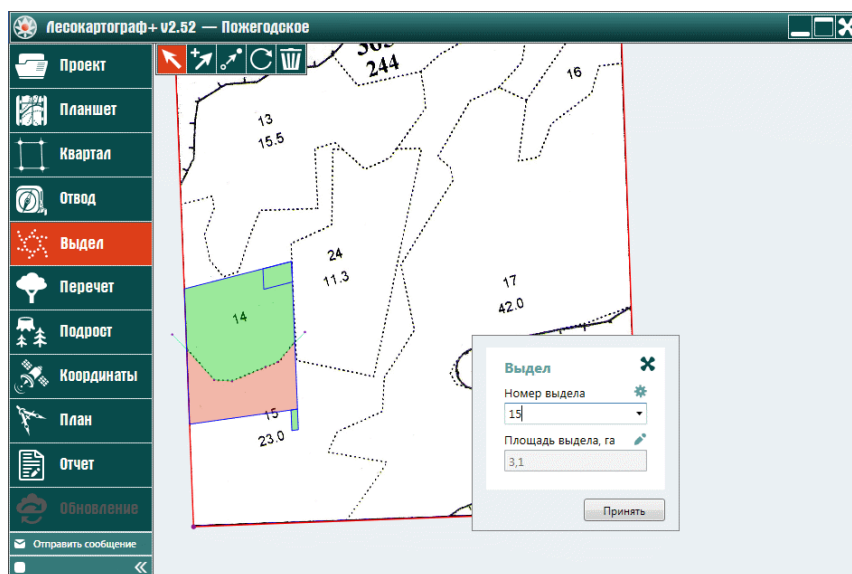 Лесокартограф+ v2.52 — Пожегодское
Проект
Планшет
Квартал
Отвод
Выдел
Перечет
Подрост
Координаты
План
Отчет
Обновление
Отправить сообщение
244
16
13
15.5
24
11.3
17
42.0
14
15
23.0
Выдел
Номер выдела
15
Площадь выдела, га
3,1
Принять